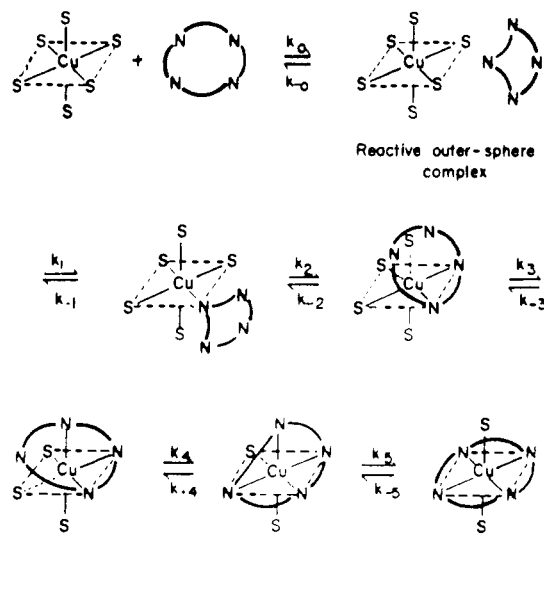 S S N
S S N N k₀ S S
Cu + Cu N N
S S N N k₋₀ S S N
S S
Reactive outer-sphere
complex
S S N
k₁ S S k₂ S N S N k₃
k₋₁ Cu k₋₂ Cu k₋₃
S N N S N
S N N S
N N S
N S N k₄ S N k₅ N N
Cu k₋₄ Cu k₋₅ Cu
S N N N N N
S S S